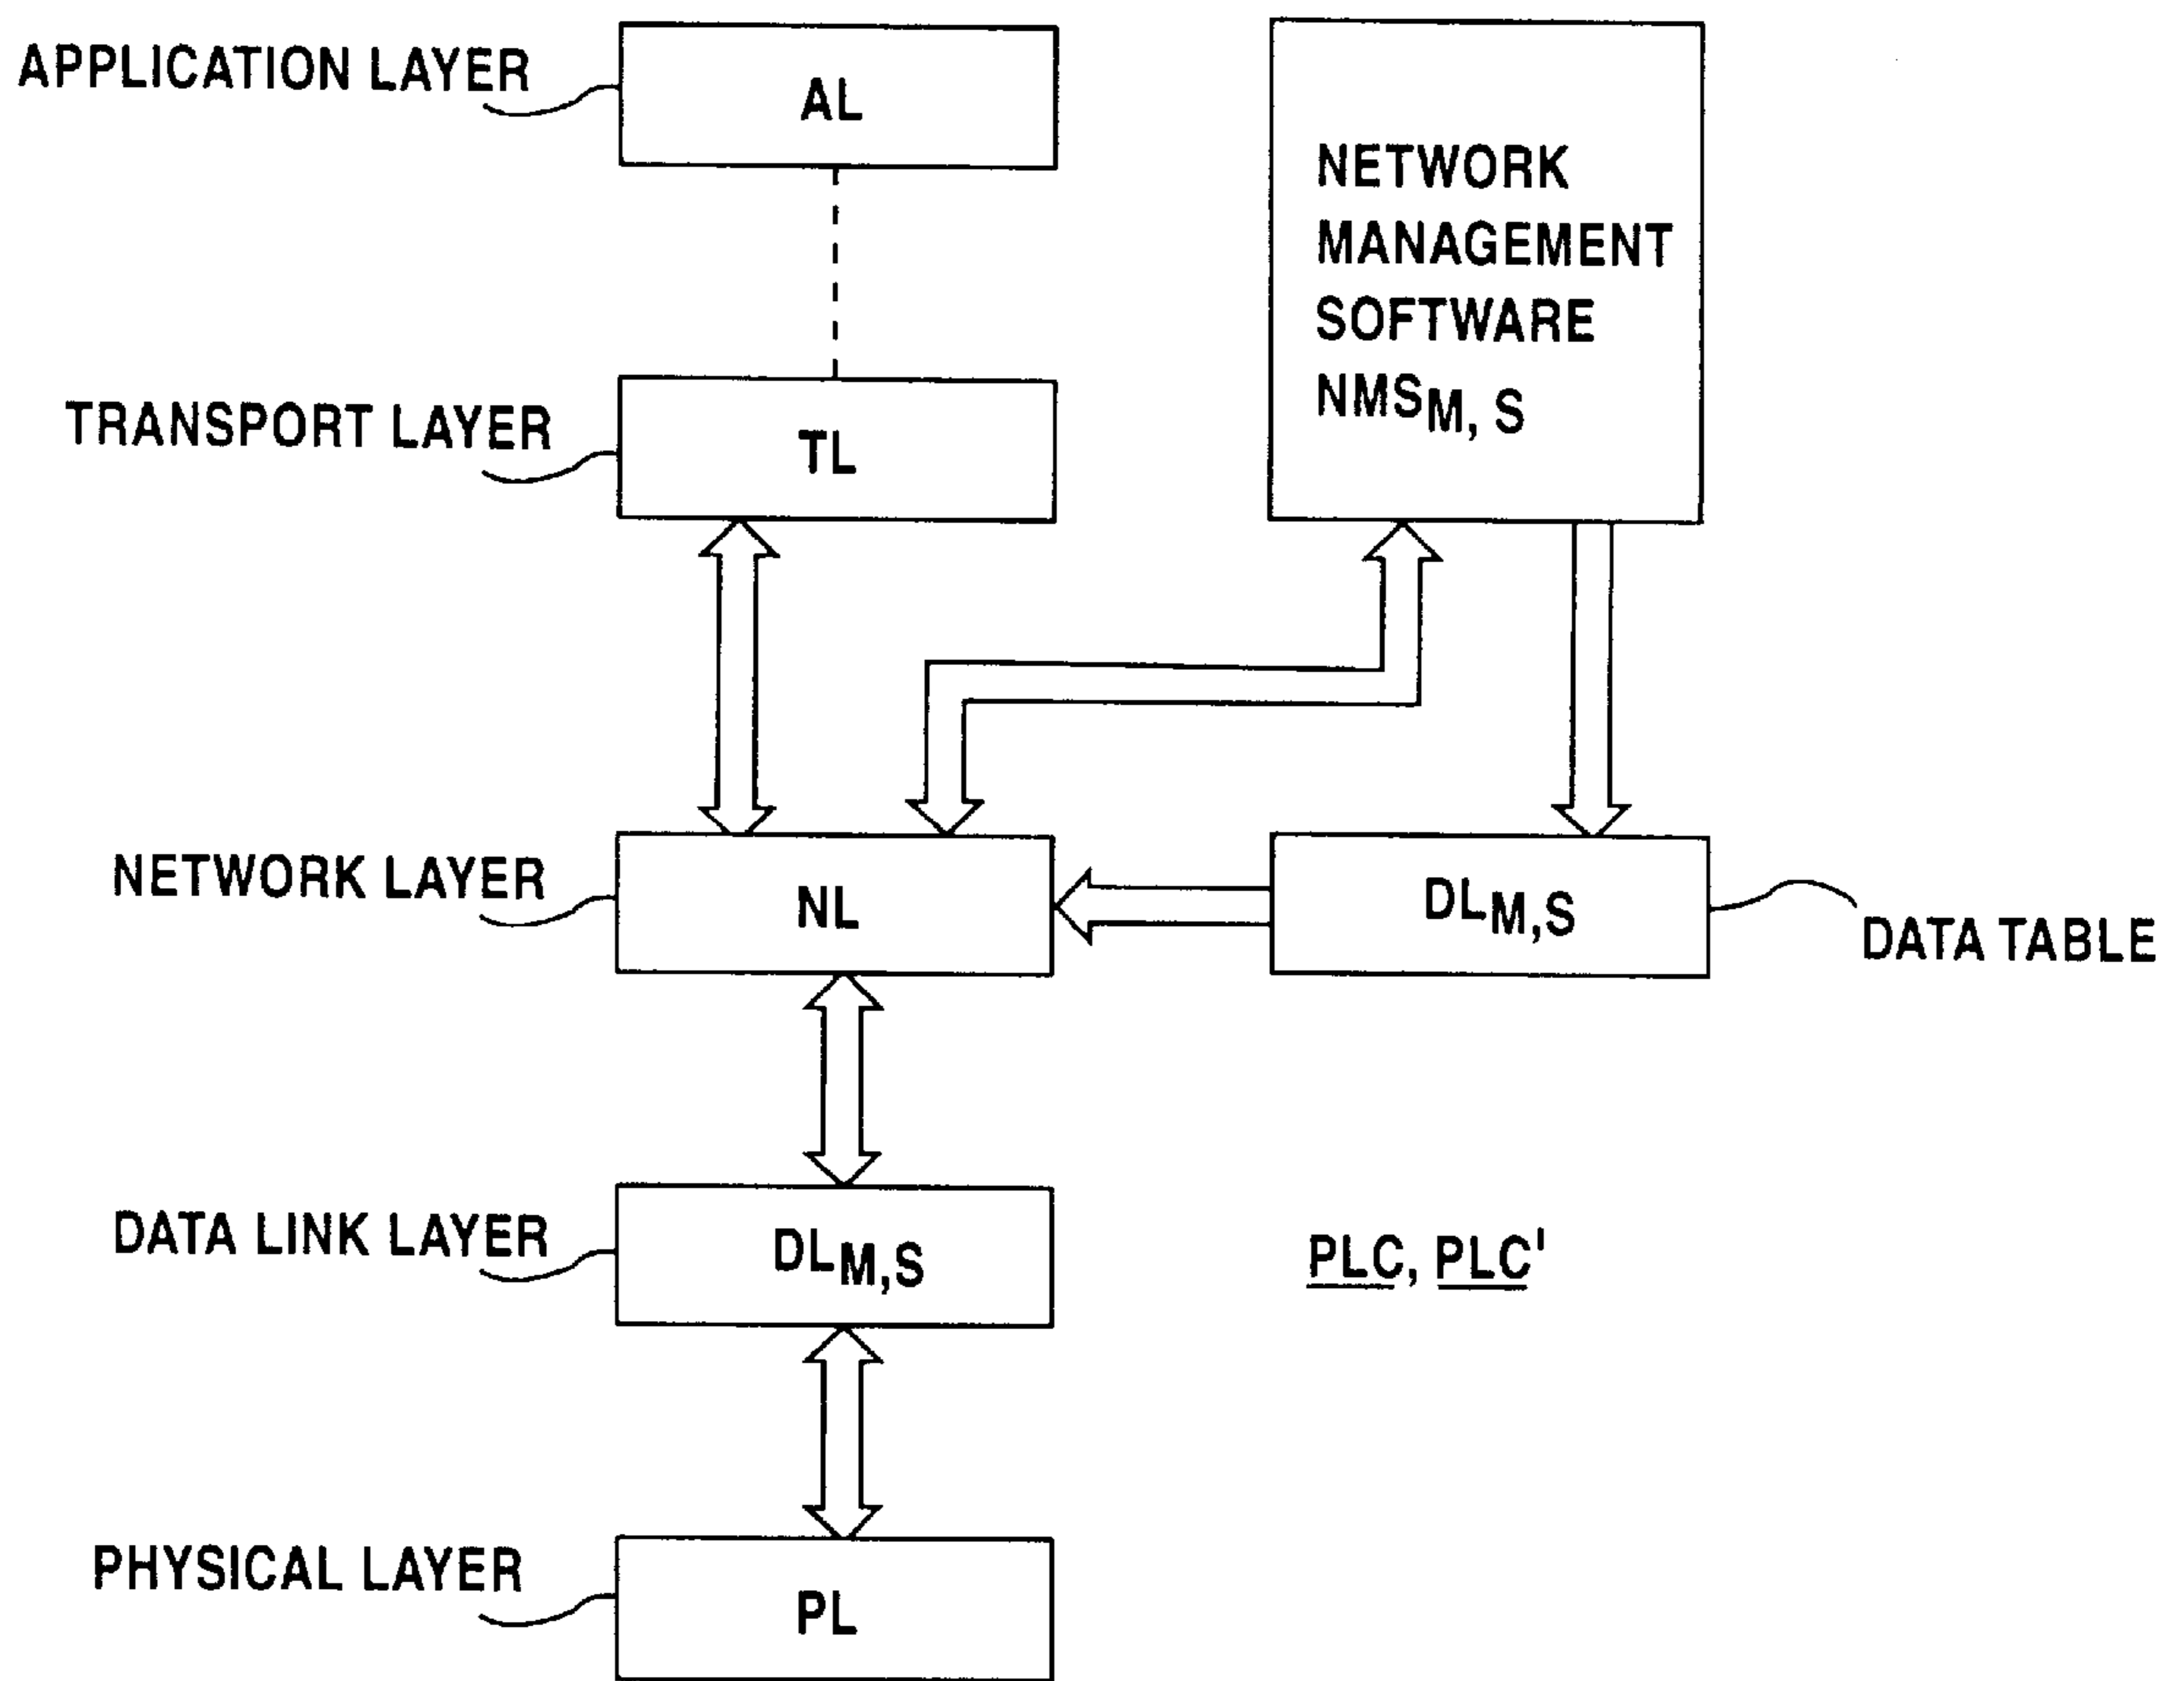 APPLICATION LAYER
AL
NETWORK
MANAGEMENT
SOFTWARE
NMSM, S
TRANSPORT LAYER
TL
NETWORK LAYER
NL
DLM,S
DATA TABLE
DATA LINK LAYER
DLM,S
PLC, PLC'
PHYSICAL LAYER
PL